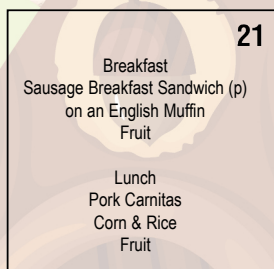 21
Breakfast
Sausage Breakfast Sandwich (p)
on an English Muffin
Fruit
Lunch
Pork Carnitas
Corn & Rice
Fruit